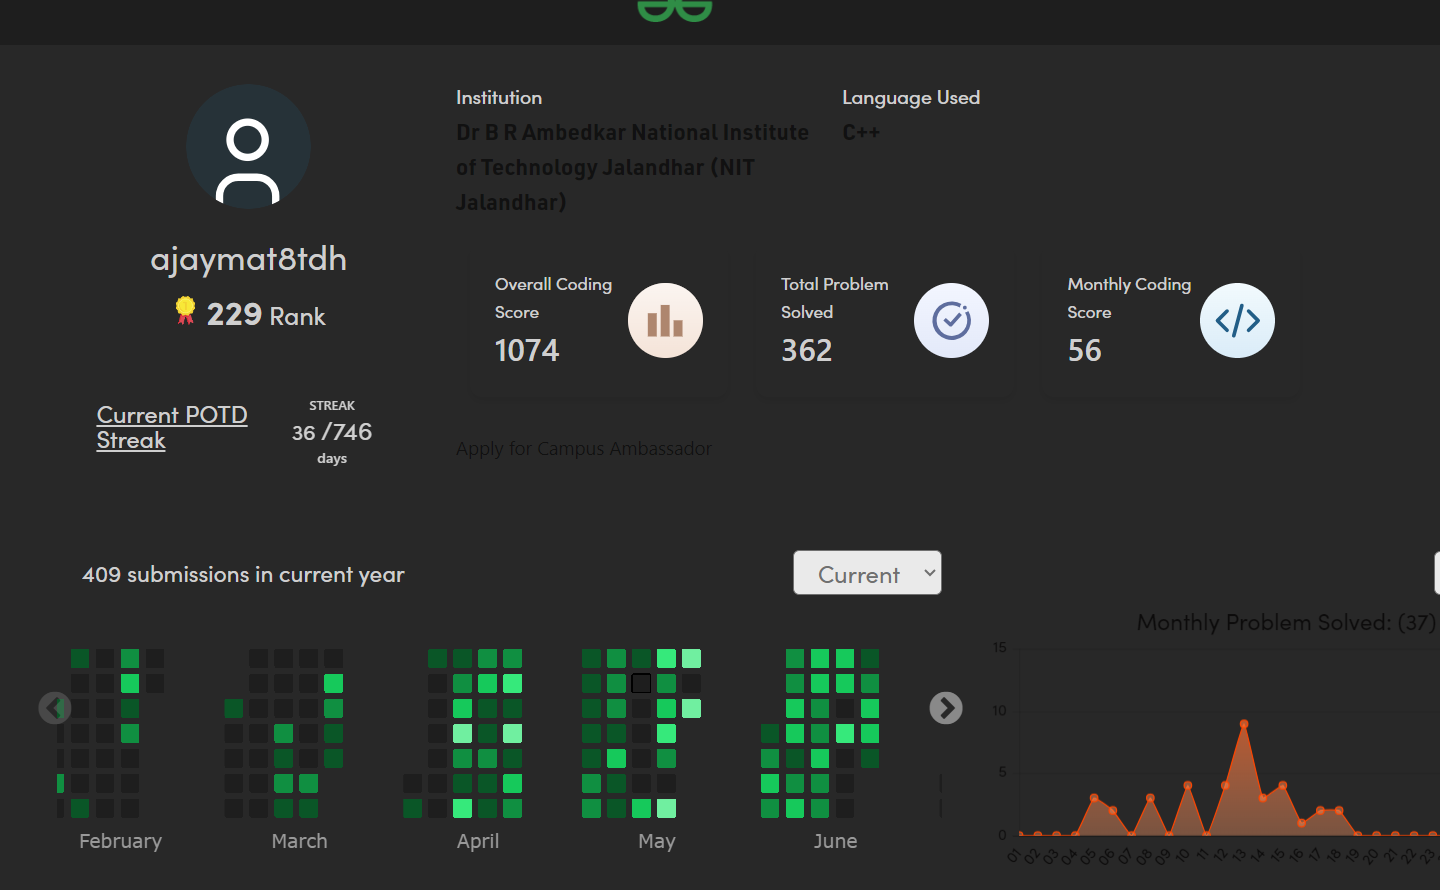 Institution
Language Used
Dr B R Ambedkar National Institute
of Technology Jalandhar (NIT
Jalandhar)
C++
ajaymat8tdh
229 Rank
Overall Coding
Score
1074
Total Problem
Solved
362
Monthly Coding
Score
56
Current POTD
Streak
STREAK
36 /746
days
Apply for Campus Ambassador
409 submissions in current year
Current
Monthly Problem Solved: (37)
15
10
5
0
01 02 03 04 05 06 07 08 09 10 11 12 13 14 15 16 17 18 19 20 21 22 23
February March April May June